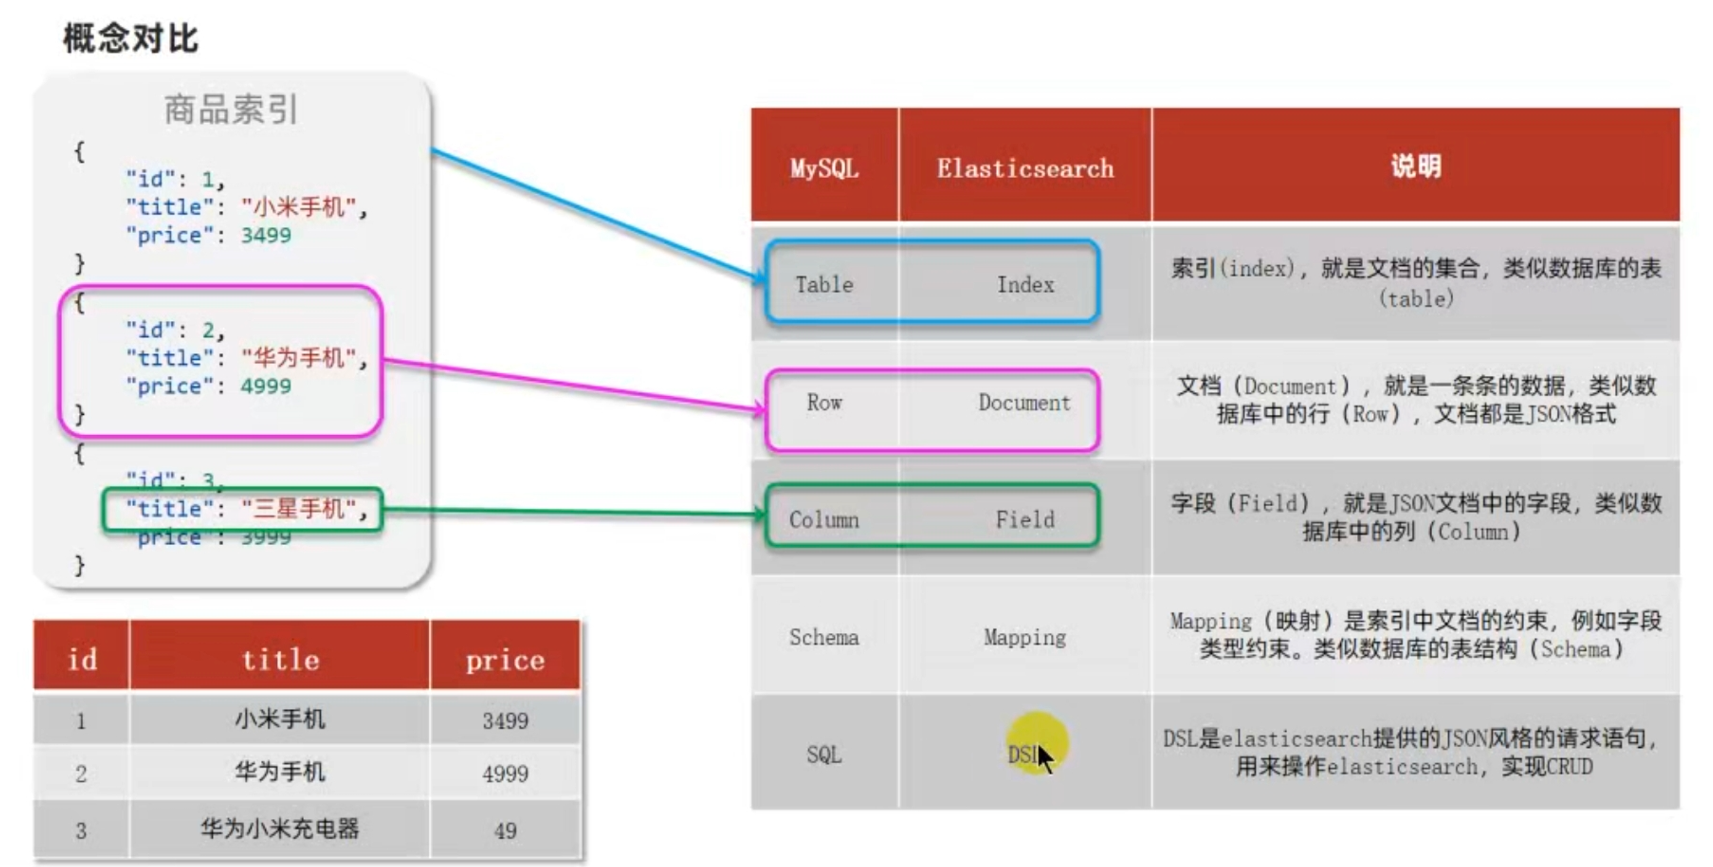 概念对比
商品索引
{
"id": 1,
"title": "小米手机",
"price": 3499
}
{
"id": 2,
"title": "华为手机",
"price": 4999
}
{
"id": 3,
"title": "三星手机",
"price": 3999
}
id title price
1 小米手机 3499
2 华为手机 4999
3 华为小米充电器 49
MySQL Elasticsearch 说明
Table Index 索引(index)，就是文档的集合，类似数据库的表
(table)
Row Document 文档（Document），就是一条条的数据，类似数
据库中的行（Row），文档都是JSON格式
Column Field 字段（Field），就是JSON文档中的字段，类似数
据库中的列（Column）
Schema Mapping Mapping（映射）是索引中文档的约束，例如字段
类型约束。类似数据库的表结构（Schema）
SQL DSL DSL是elasticsearch提供的JSON风格的请求语句，
用来操作elasticsearch，实现CRUD